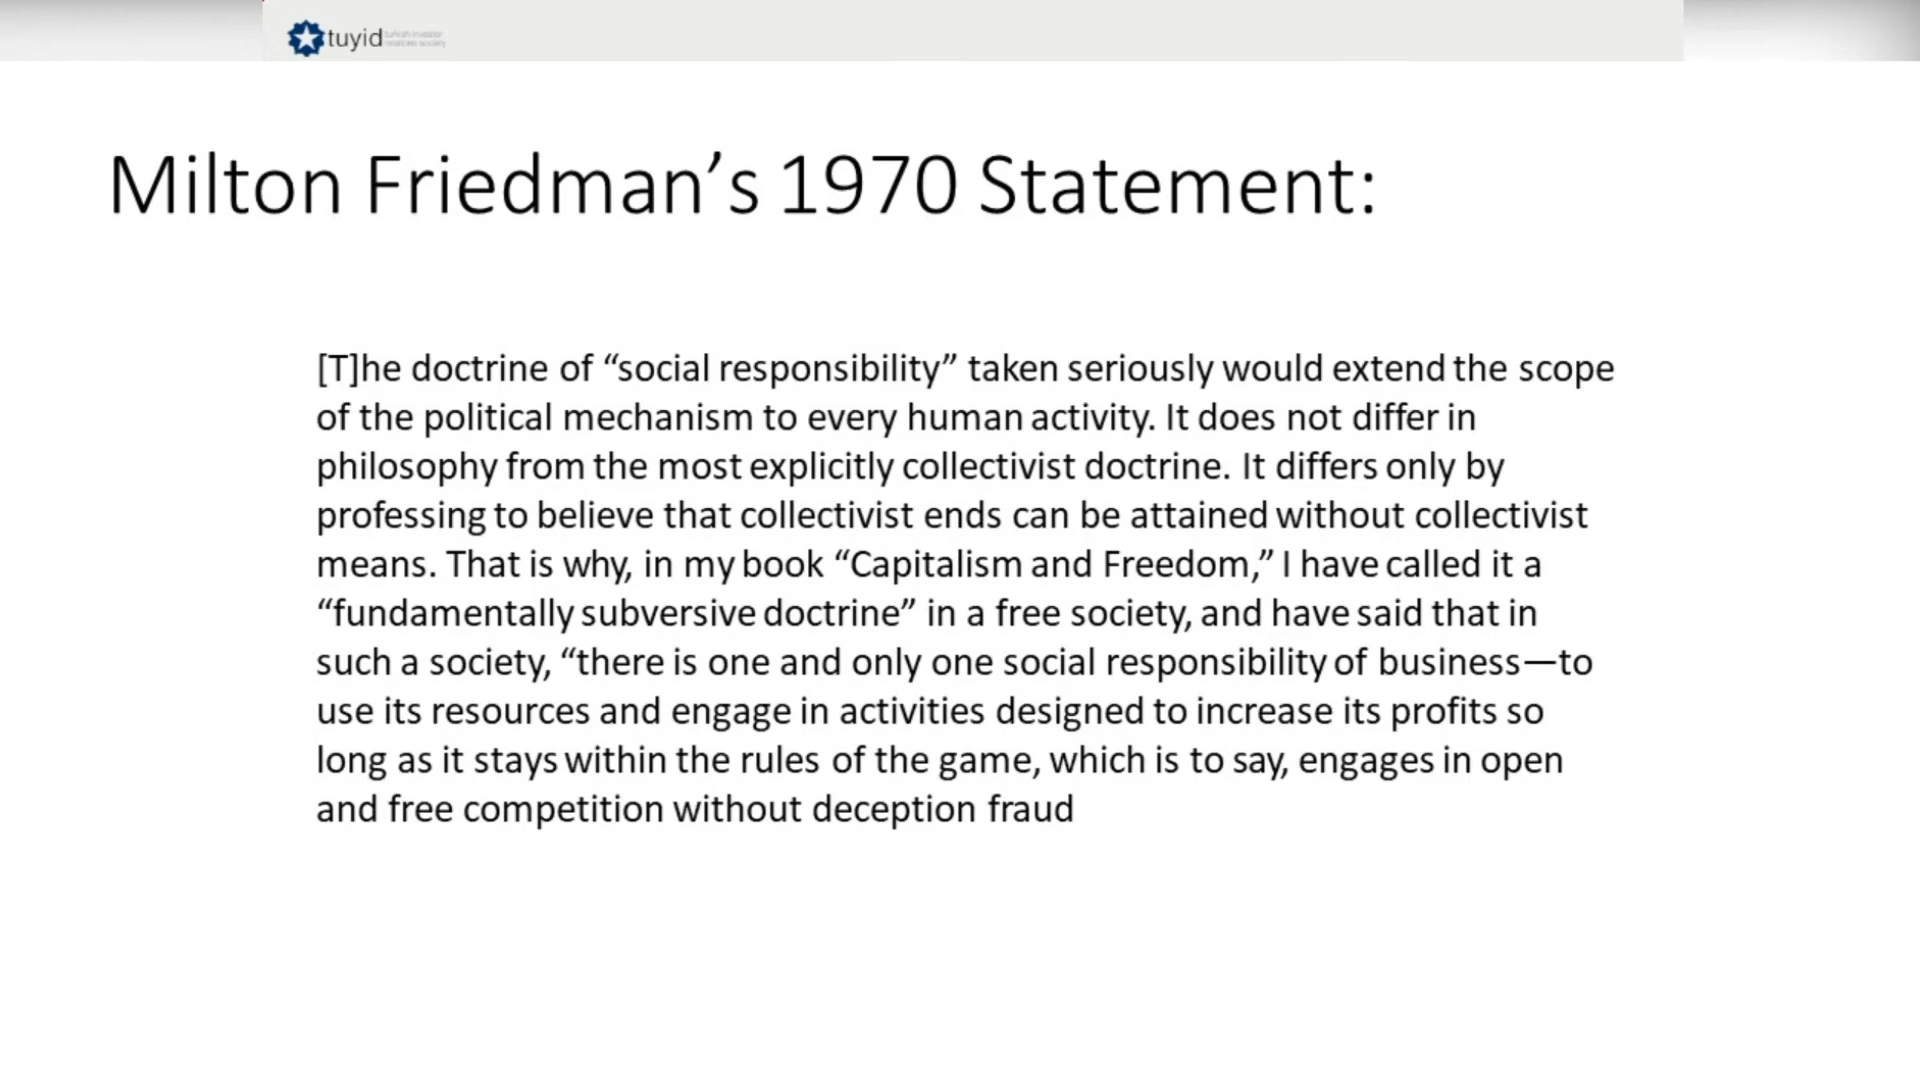 tuyid
Milton Friedman’s 1970 Statement:
[T]he doctrine of “social responsibility” taken seriously would extend the scope
of the political mechanism to every human activity. It does not differ in
philosophy from the most explicitly collectivist doctrine. It differs only by
professing to believe that collectivist ends can be attained without collectivist
means. That is why, in my book “Capitalism and Freedom,” I have called it a
“fundamentally subversive doctrine” in a free society, and have said that in
such a society, “there is one and only one social responsibility of business—to
use its resources and engage in activities designed to increase its profits so
long as it stays within the rules of the game, which is to say, engages in open
and free competition without deception fraud